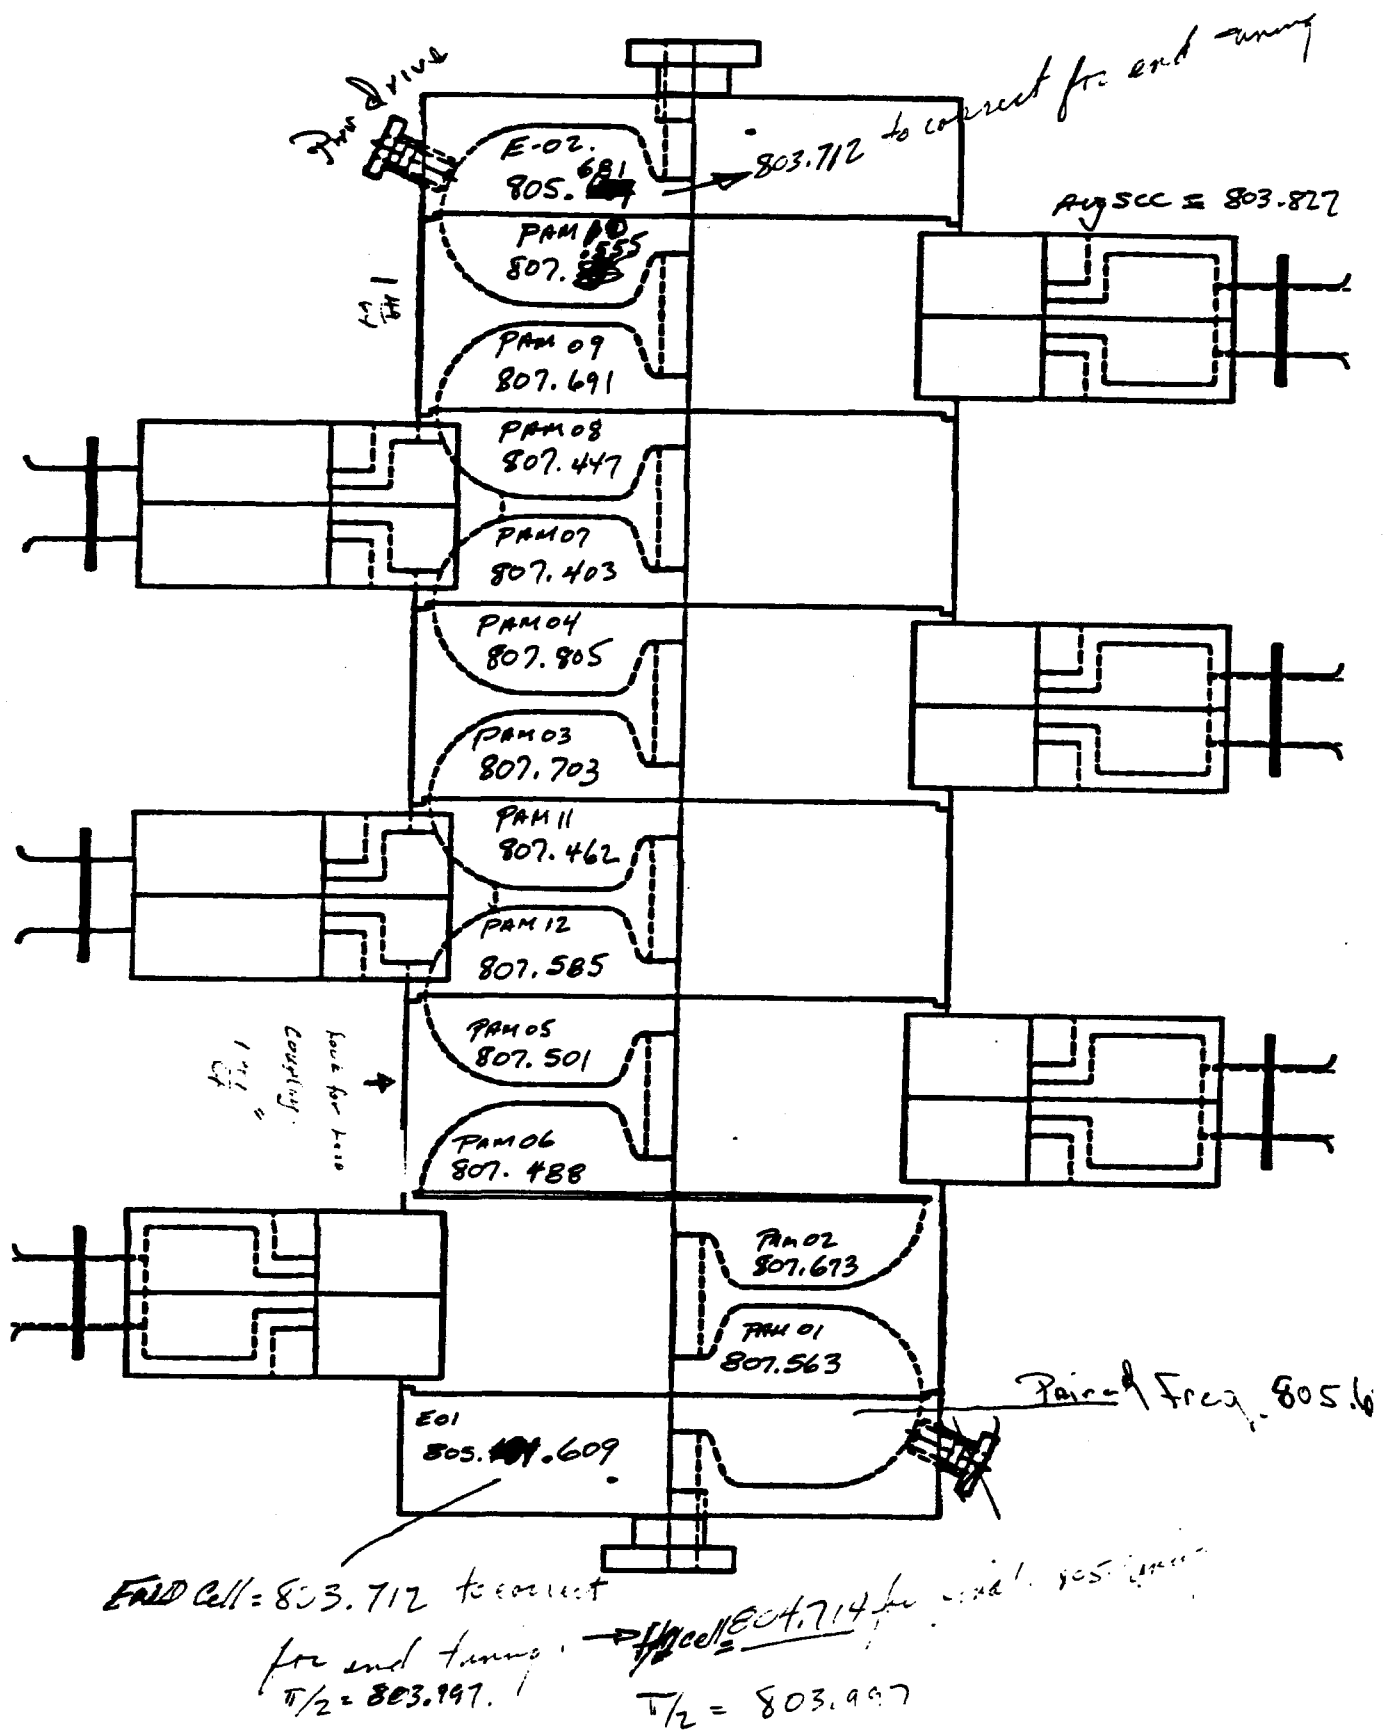 Drive
to correct for end tuning
E-02.
681
805.
803.712
Avg SCC = 803.827
PAM 10
.555
807.
PAM 09
807.691
PAM 08
807.447
PAM 07
807.403
PAM 04
807.805
PAM 03
807.703
PAM 11
807.462
PAM 12
807.585
PAM 05
807.501
PAM 06
807.488
Coupling
for
PAM 02
807.673
PAM 01
807.563
Paired Freq. 805.6
E01
805. .609
END Cell = 803.712 to correct
for end tuning.
π/2 = 803.997.
cell = 804.714 for
π/2 = 803.997